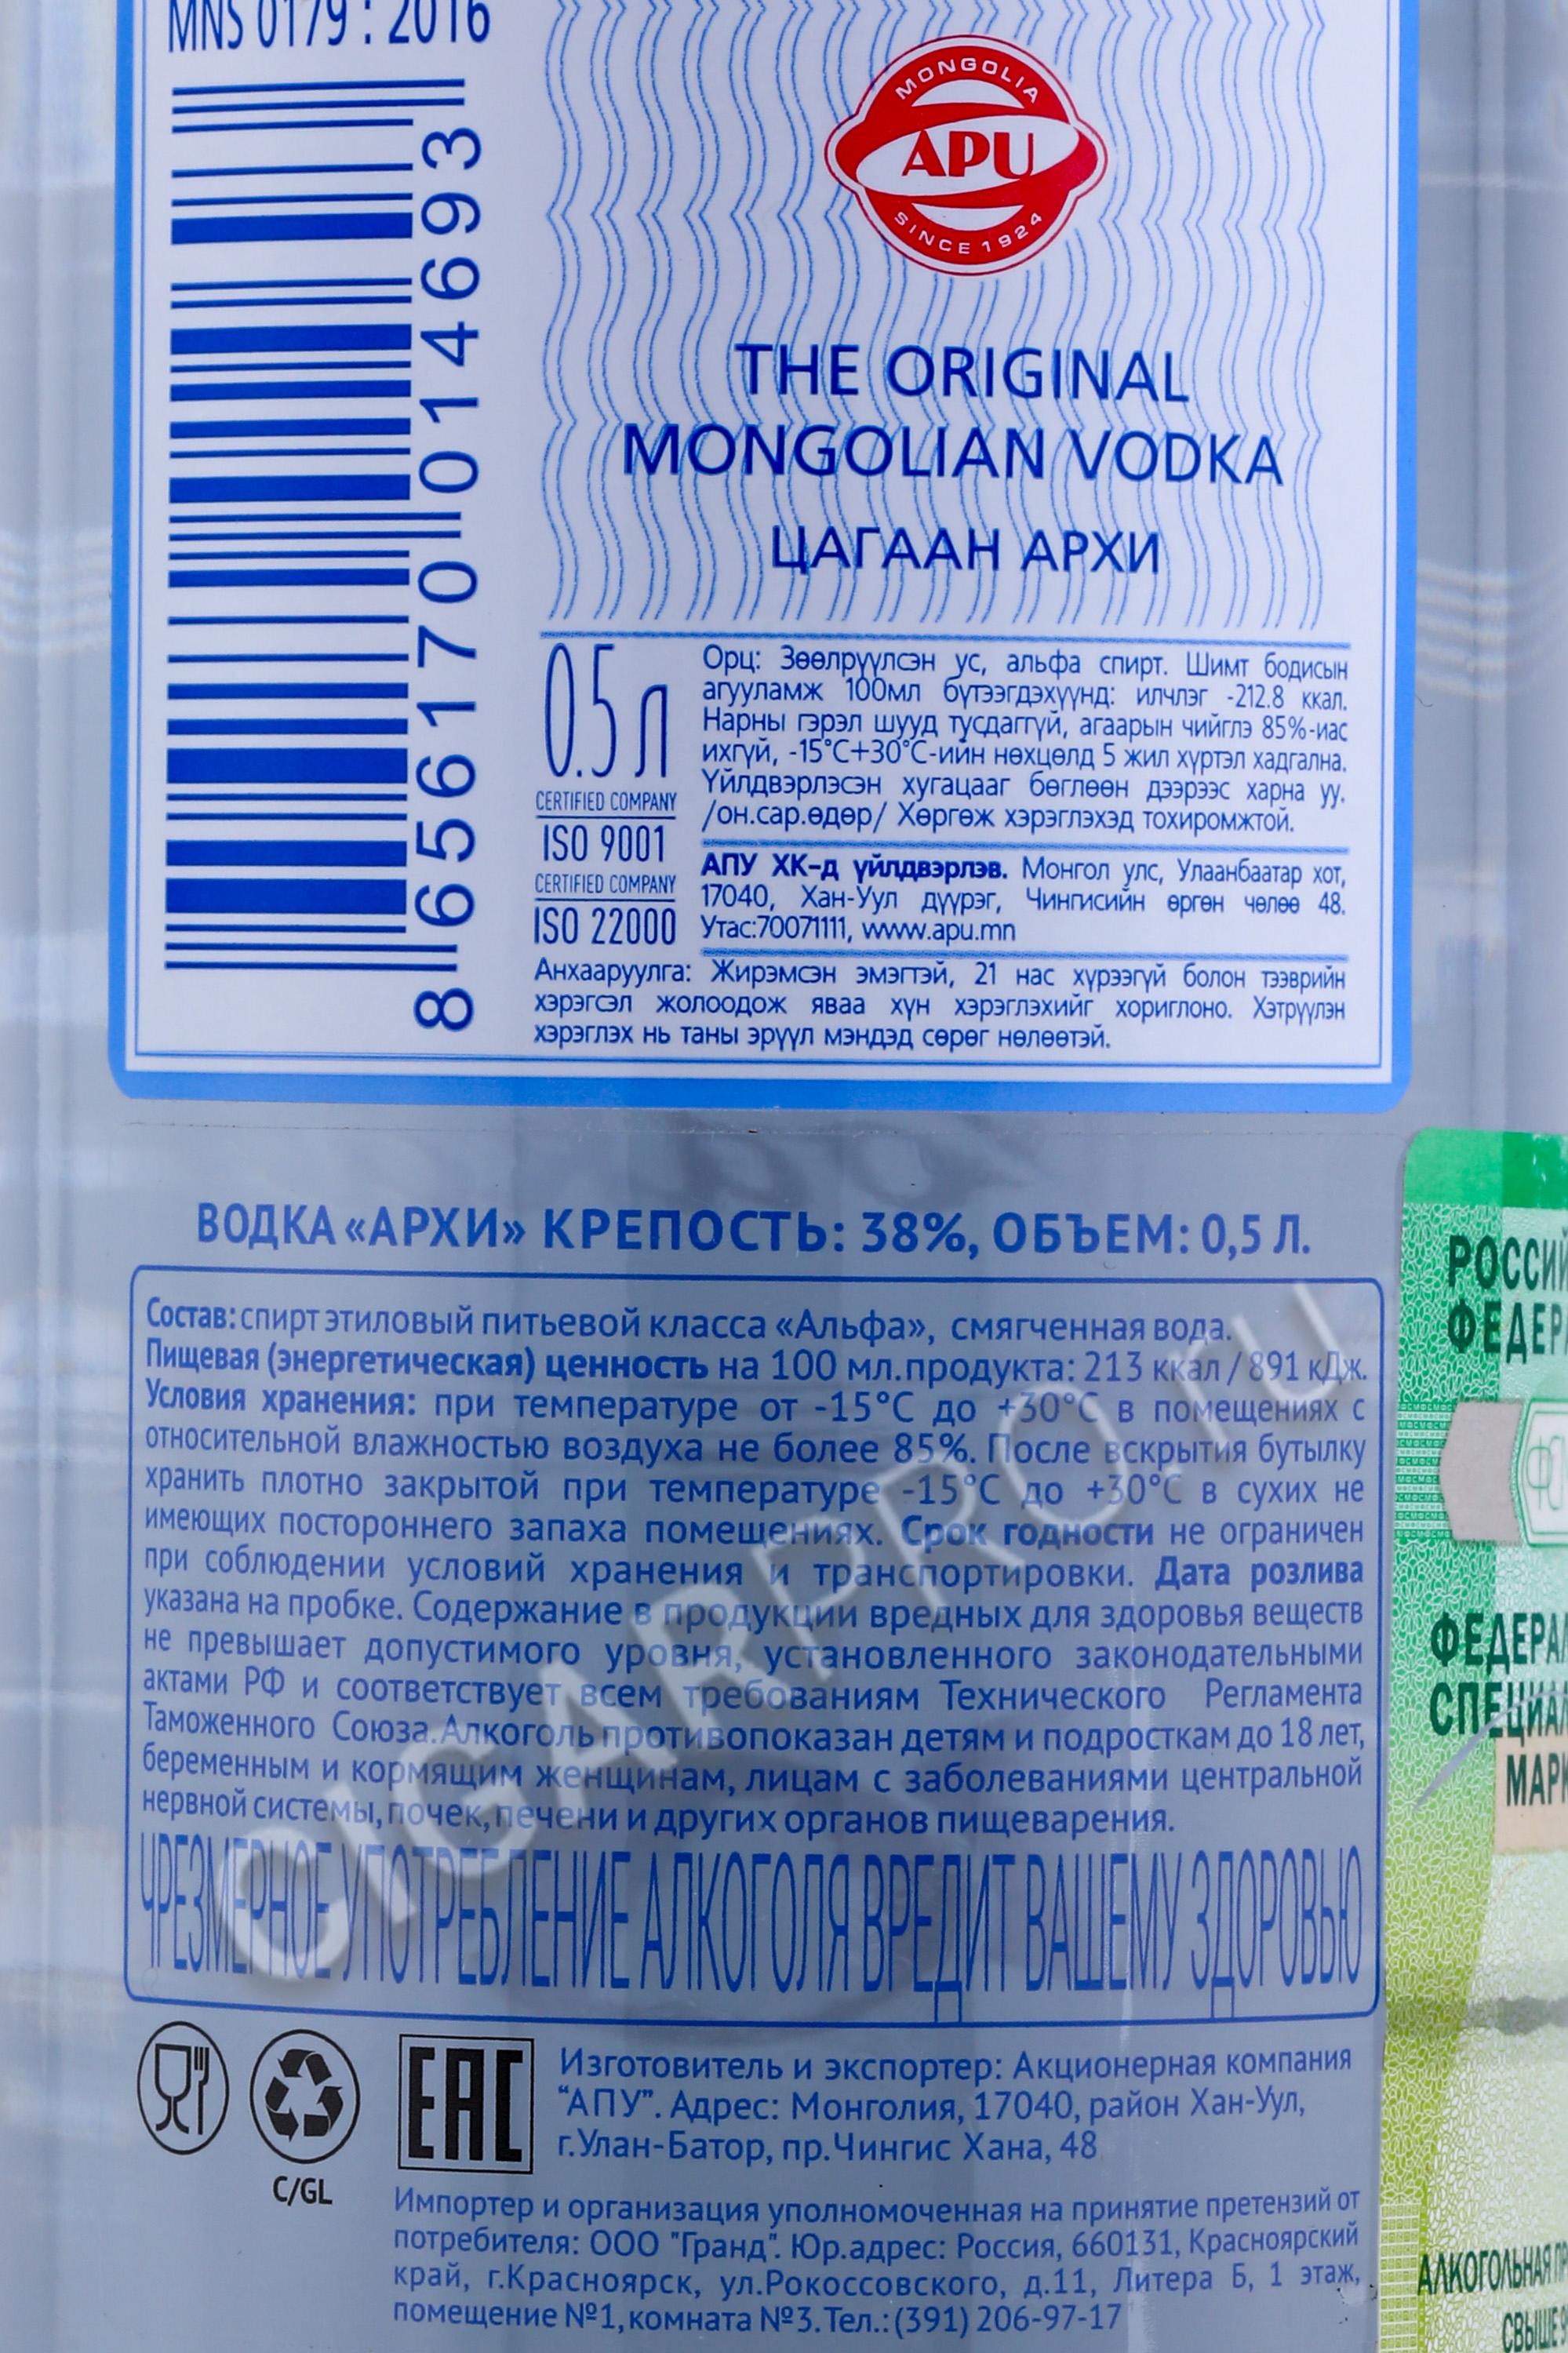 MNS 0179 : 2016
8 656170 014693
MONGOLIA
APU
SINCE 1924
THE ORIGINAL
MONGOLIAN VODKA
ЦАГААН АРХИ
0.5 л
CERTIFIED COMPANY
ISO 9001
CERTIFIED COMPANY
ISO 22000
Орц: Зөөлрүүлсэн ус, альфа спирт. Шимт бодисын
агууламж 100мл бүтээгдэхүүнд: илчлэг -212.8 ккал.
Нарны гэрэл шууд тусдаггүй, агаарын чийглэ 85%-иас
ихгүй, -15°C+30°C-ийн нөхцөлд 5 жил хүртэл хадгална.
Үйлдвэрлэсэн хугацааг бөглөөн дээрээс харна уу.
/он.сар.өдөр/ Хөргөж хэрэглэхэд тохиромжтой.
АПУ ХК-д үйлдвэрлэв. Монгол улс, Улаанбаатар хот,
17040, Хан-Уул дүүрэг, Чингисийн өргөн чөлөө 48.
Утас:70071111, www.apu.mn
Анхааруулга: Жирэмсэн эмэгтэй, 21 нас хүрээгүй болон тээврийн
хэрэгсэл жолоодож яваа хүн хэрэглэхийг хориглоно. Хэтрүүлэн
хэрэглэх нь таны эрүүл мэндэд сөрөг нөлөөтэй.
ВОДКА «АРХИ» КРЕПОСТЬ: 38%, ОБЪЕМ: 0,5 Л.
Состав: спирт этиловый питьевой класса «Альфа», смягченная вода.
Пищевая (энергетическая) ценность на 100 мл.продукта: 213 ккал / 891 кДж.
Условия хранения: при температуре от -15°С до +30°С в помещениях с
относительной влажностью воздуха не более 85%. После вскрытия бутылку
хранить плотно закрытой при температуре -15°С до +30°С в сухих не
имеющих постороннего запаха помещениях. Срок годности не ограничен
при соблюдении условий хранения и транспортировки. Дата розлива
указана на пробке. Содержание в продукции вредных для здоровья веществ
не превышает допустимого уровня, установленного законодательными
актами РФ и соответствует всем требованиям Технического Регламента
Таможенного Союза.Алкоголь противопоказан детям и подросткам до 18 лет,
беременным и кормящим женщинам, лицам с заболеваниями центральной
нервной системы, почек, печени и других органов пищеварения.
ЧРЕЗМЕРНОЕ УПОТРЕБЛЕНИЕ АЛКОГОЛЯ ВРЕДИТ ВАШЕМУ ЗДОРОВЬЮ
CIGARPRO.ru
C/GL
EAC
Изготовитель и экспортер: Акционерная компания
“АПУ”. Адрес: Монголия, 17040, район Хан-Уул,
г.Улан-Батор, пр.Чингис Хана, 48
Импортер и организация уполномоченная на принятие претензий от
потребителя: ООО "Гранд". Юр.адрес: Россия, 660131, Красноярский
край, г.Красноярск, ул.Рокоссовского, д.11, Литера Б, 1 этаж,
помещение №1, комната №3.Тел.: (391) 206-97-17
РОССИЙ
ФЕДЕР
ФЕДЕРАЛ
СПЕЦИАЛ
МАРК
АЛКОГОЛЬНАЯ П
СВЫШЕ 9